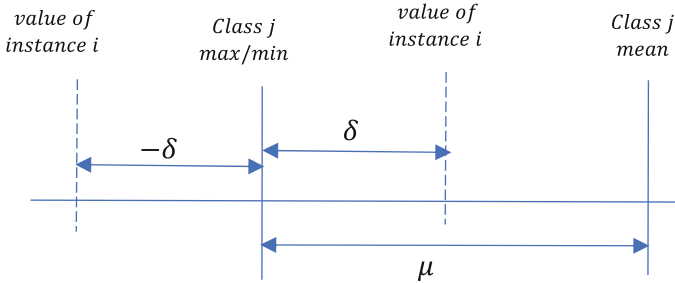 value of
instance i
Class j
max/min
value of
instance i
Class j
mean
−δ
δ
μ